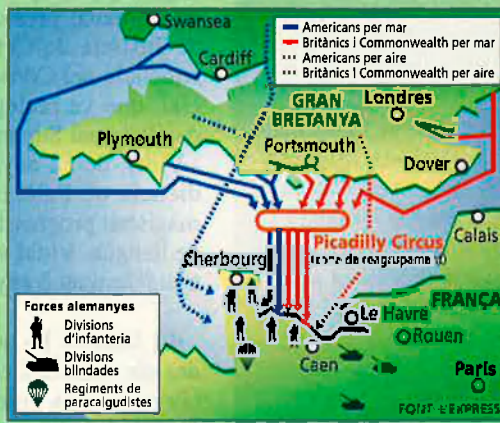 Swansea
Cardiff
Americans per mar
Britànics i Commonwealth per mar
Americans per aire
Britànics i Commonwealth per aire
GRAN
BRETANYA
Londres
Plymouth
Portsmouth
Dover
Calais
Picadilly Circus
Cherbourg
Le Havre
FRANÇA
Rouen
Caen
París
Forces alemanyes
Divisions
d'infanteria
Divisions
blindades
Regiments de
paracaigudistes
FONT: L'EXPRESS